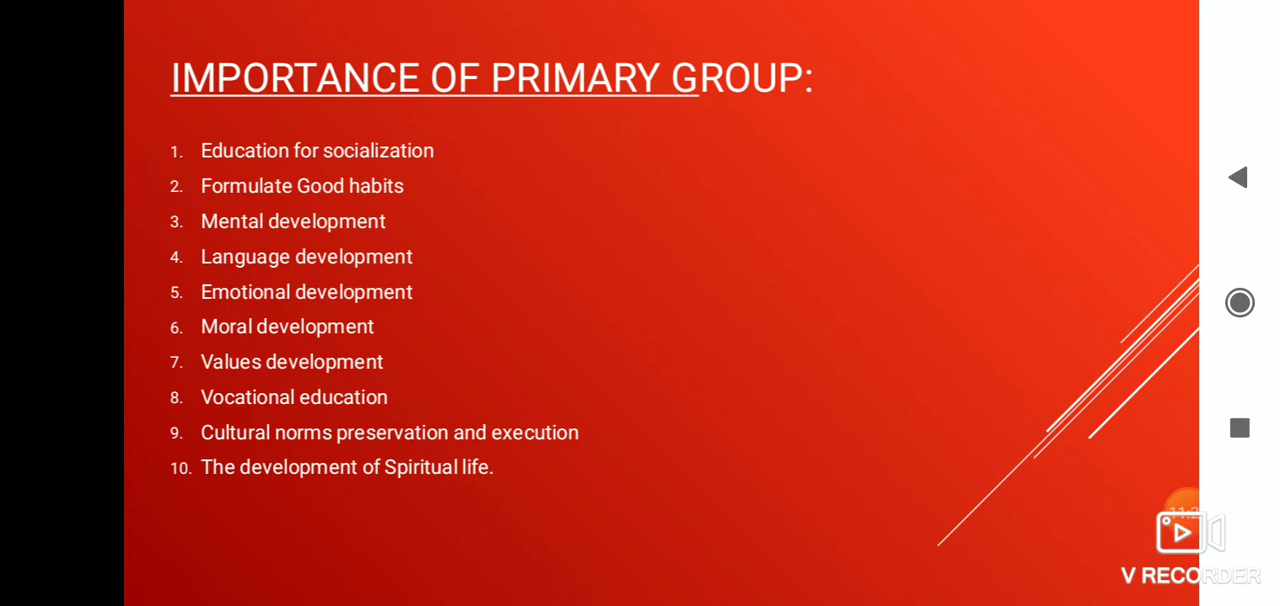 IMPORTANCE OF PRIMARY GROUP:
1. Education for socialization
2. Formulate Good habits
3. Mental development
4. Language development
5. Emotional development
6. Moral development
7. Values development
8. Vocational education
9. Cultural norms preservation and execution
10. The development of Spiritual life.
V RECORDER